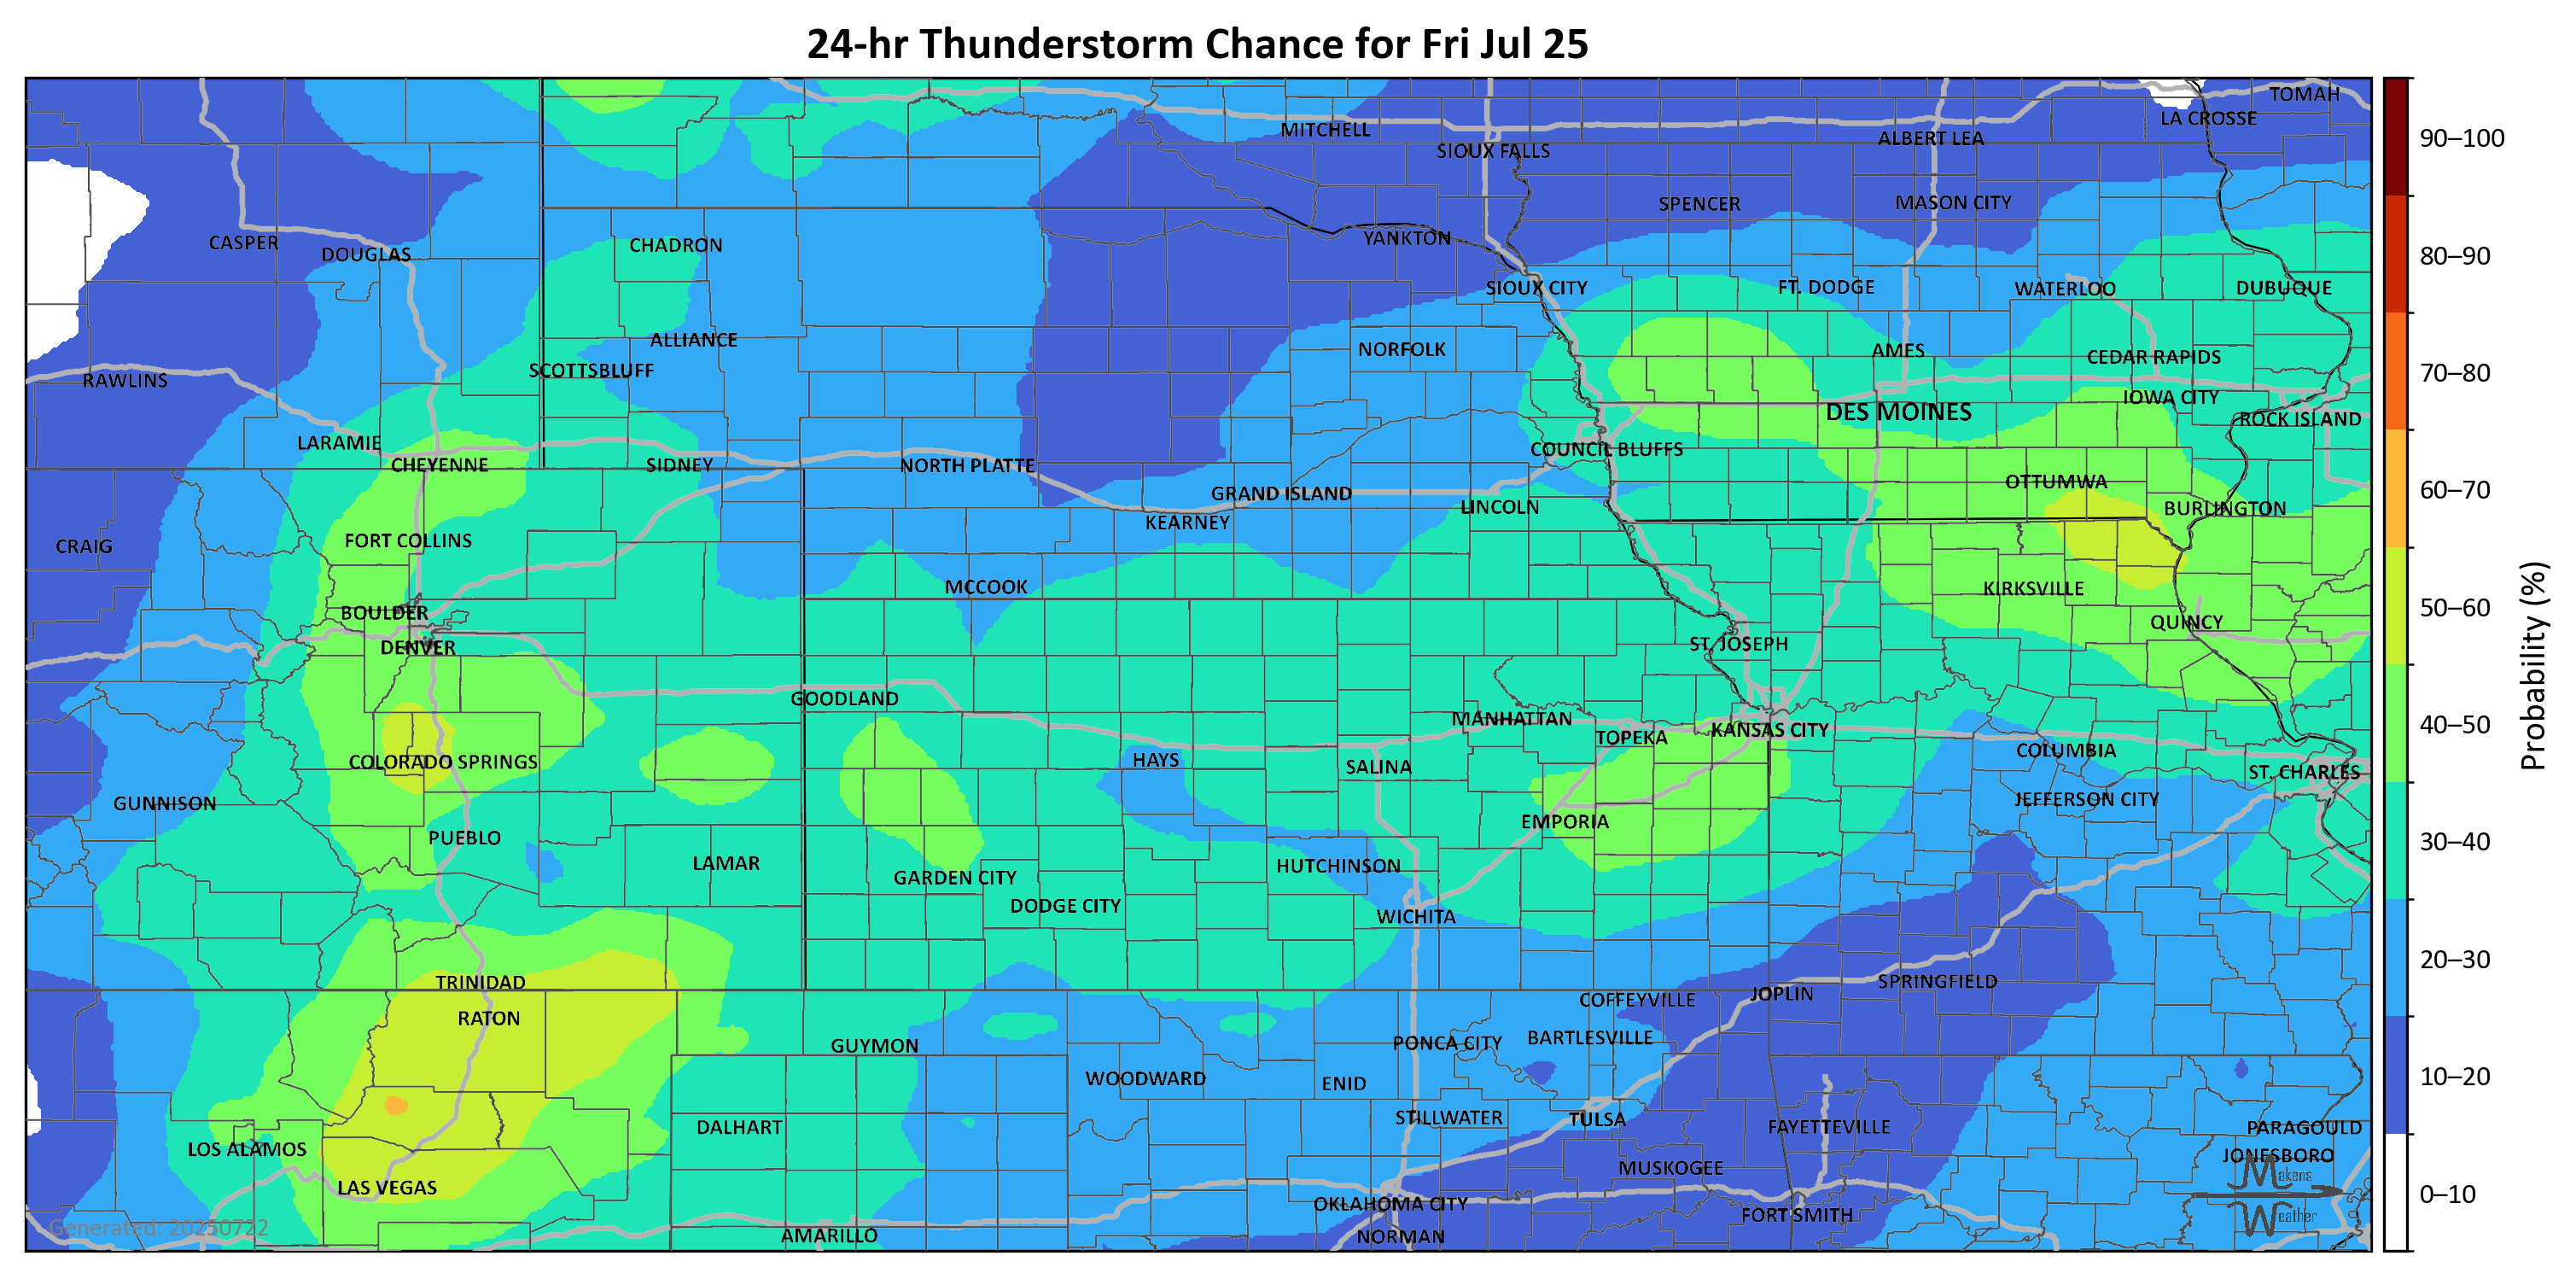 24-hr Thunderstorm Chance for Fri Jul 25
TOMAH
LA CROSSE
MITCHELL
ALBERT LEA
SIOUX FALLS
SPENCER
MASON CITY
CASPER
DOUGLAS
CHADRON
YANKTON
SIOUX CITY
FT. DODGE
WATERLOO
DUBUQUE
ALLIANCE
NORFOLK
AMES
CEDAR RAPIDS
RAWLINS
SCOTTSBLUFF
IOWA CITY
DES MOINES
ROCK ISLAND
LARAMIE
COUNCIL BLUFFS
CHEYENNE
SIDNEY
NORTH PLATTE
OTTUMWA
GRAND ISLAND
LINCOLN
BURLINGTON
KEARNEY
CRAIG
FORT COLLINS
MCCOOK
KIRKSVILLE
BOULDER
QUINCY
DENVER
ST. JOSEPH
GOODLAND
MANHATTAN
TOPEKA
KANSAS CITY
COLUMBIA
COLORADO SPRINGS
HAYS
SALINA
ST. CHARLES
GUNNISON
JEFFERSON CITY
EMPORIA
PUEBLO
LAMAR
HUTCHINSON
GARDEN CITY
DODGE CITY
WICHITA
TRINIDAD
SPRINGFIELD
JOPLIN
COFFEYVILLE
RATON
GUYMON
PONCA CITY
BARTLESVILLE
WOODWARD
ENID
STILLWATER
TULSA
DALHART
FAYETTEVILLE
PARAGOULD
LOS ALAMOS
JONESBORO
MUSKOGEE
LAS VEGAS
OKLAHOMA CITY
FORT SMITH
AMARILLO
NORMAN
Generated: 20250722
Makens
Weather
90–100
80–90
70–80
60–70
50–60
40–50
30–40
20–30
10–20
0–10
Probability (%)